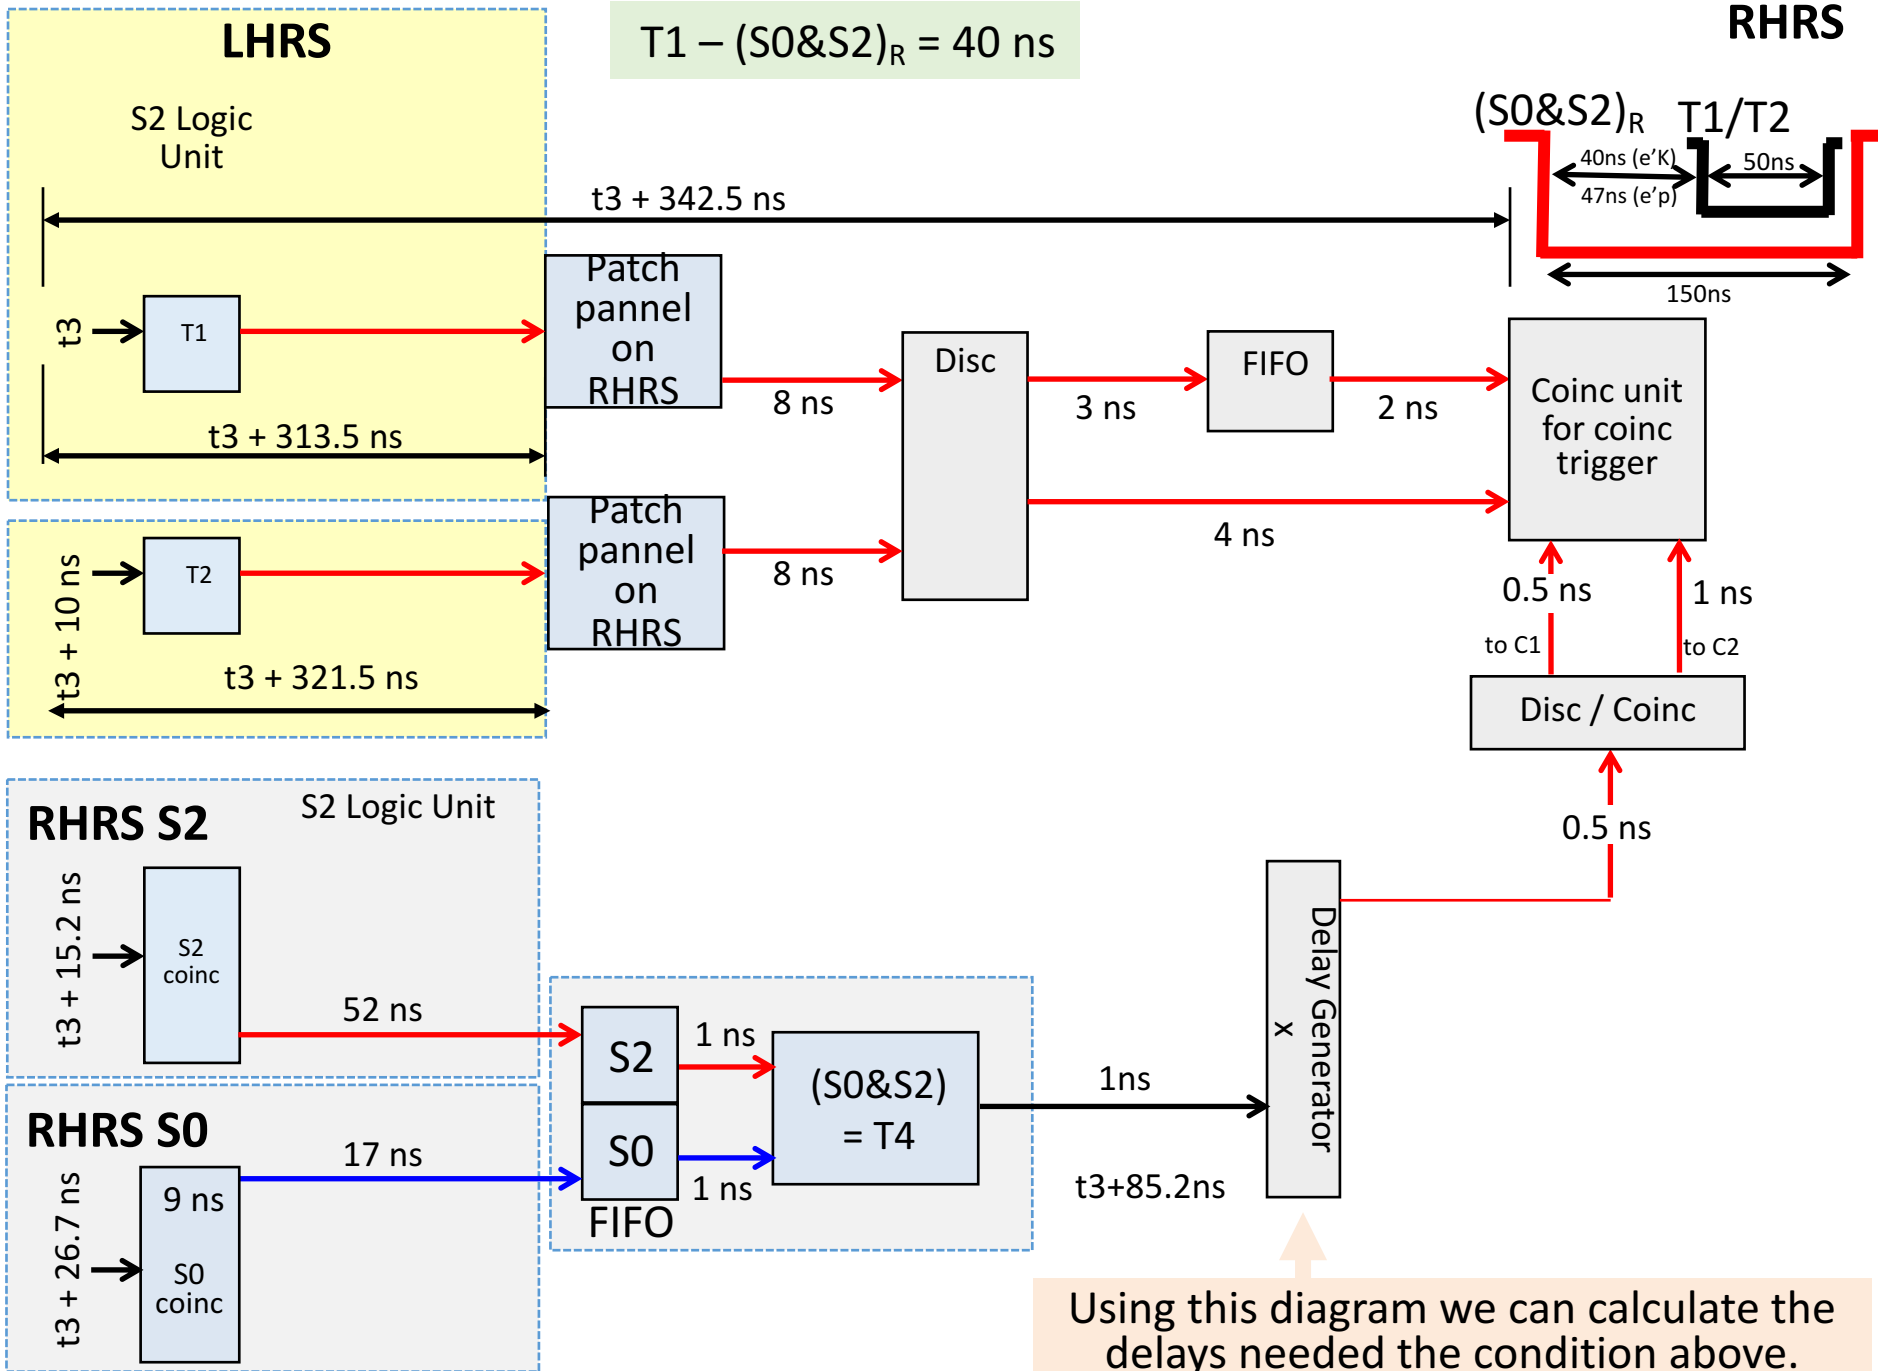 LHRS
T1 – (S0&S2)R = 40 ns
RHRS
S2 Logic
Unit
(S0&S2)R
T1/T2
40ns (e’K)
47ns (e’p)
50ns
150ns
t3 + 342.5 ns
t3
T1
t3 + 313.5 ns
Patch
pannel
on
RHRS
8 ns
Disc
3 ns
FIFO
2 ns
Coinc unit
for coinc
trigger
t3 + 10 ns
T2
t3 + 321.5 ns
Patch
pannel
on
RHRS
8 ns
4 ns
0.5 ns
1 ns
to C1
to C2
Disc / Coinc
0.5 ns
RHRS S2
S2 Logic Unit
t3 + 15.2 ns
S2
coinc
52 ns
S2
1 ns
(S0&S2)
= T4
1ns
t3+85.2ns
Delay Generator
x
RHRS S0
t3 + 26.7 ns
9 ns
S0
coinc
17 ns
S0
1 ns
FIFO
Using this diagram we can calculate the
delays needed the condition above.